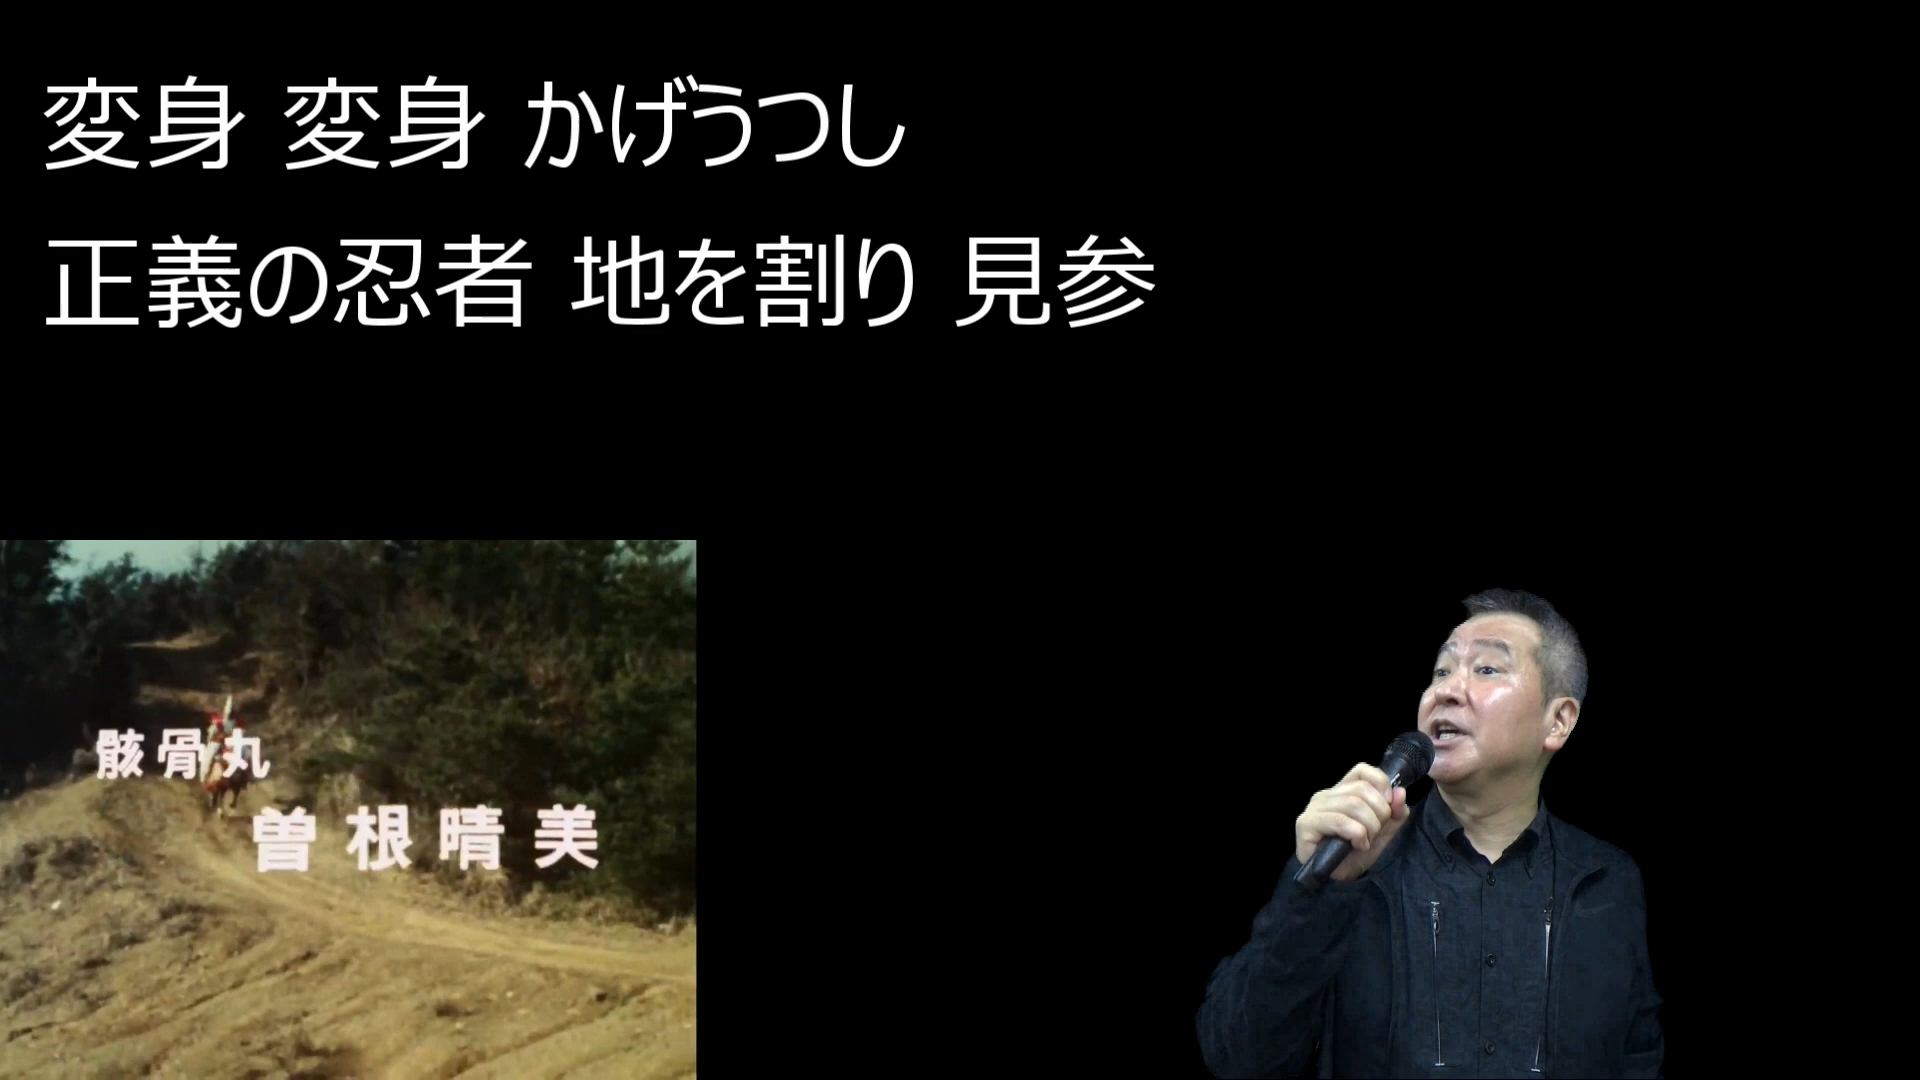 変身 変身 かげうつし
正義の忍者 地を割り 見参
骸骨丸
曽根晴美